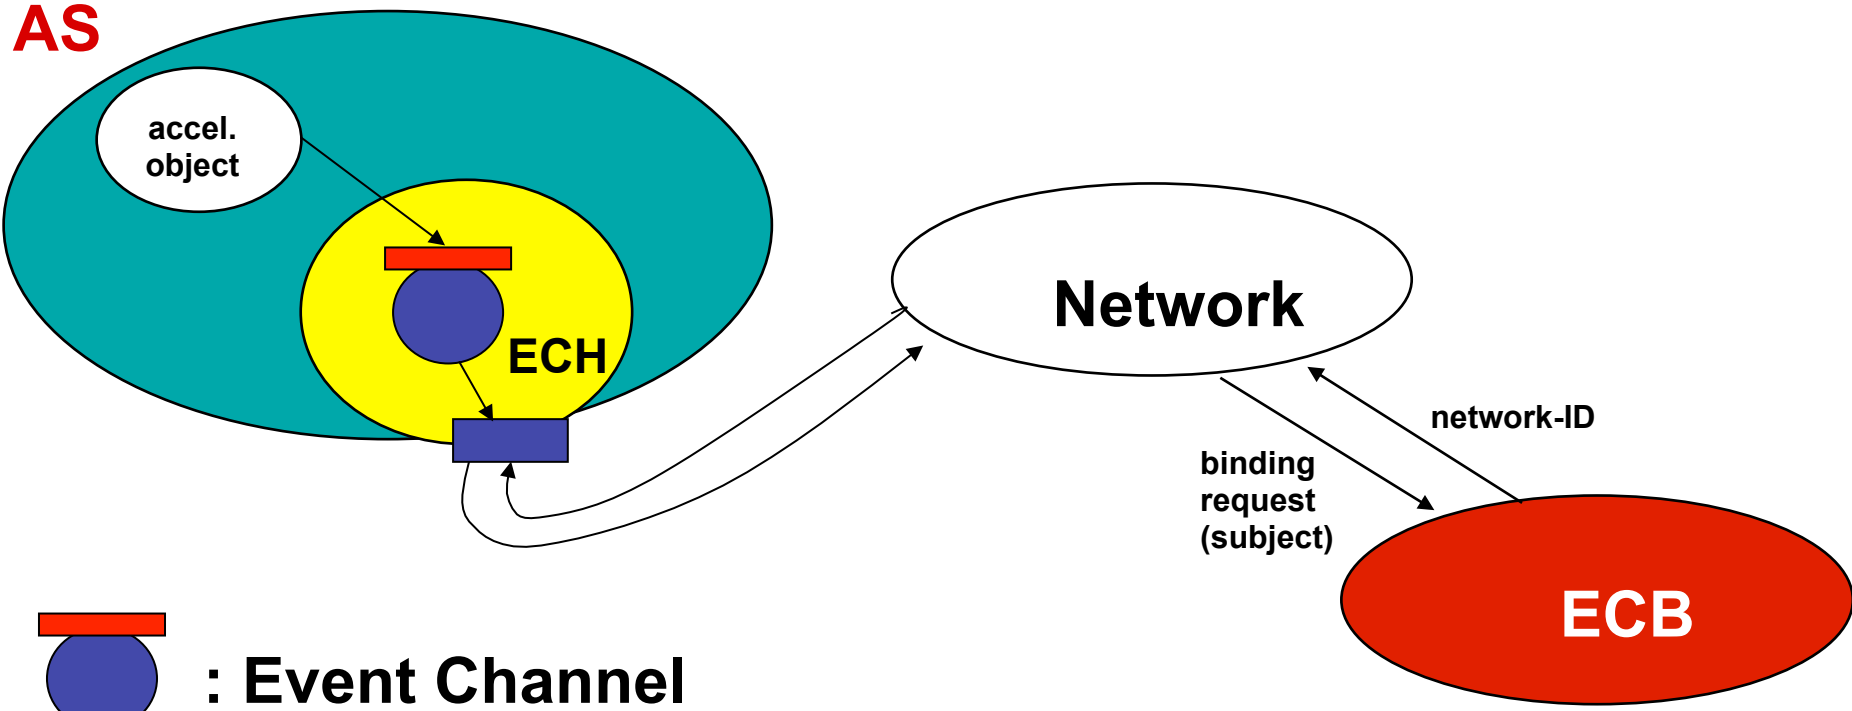 AS
accel.
object
ECH
Network
network-ID
binding
request
(subject)
ECB
: Event Channel